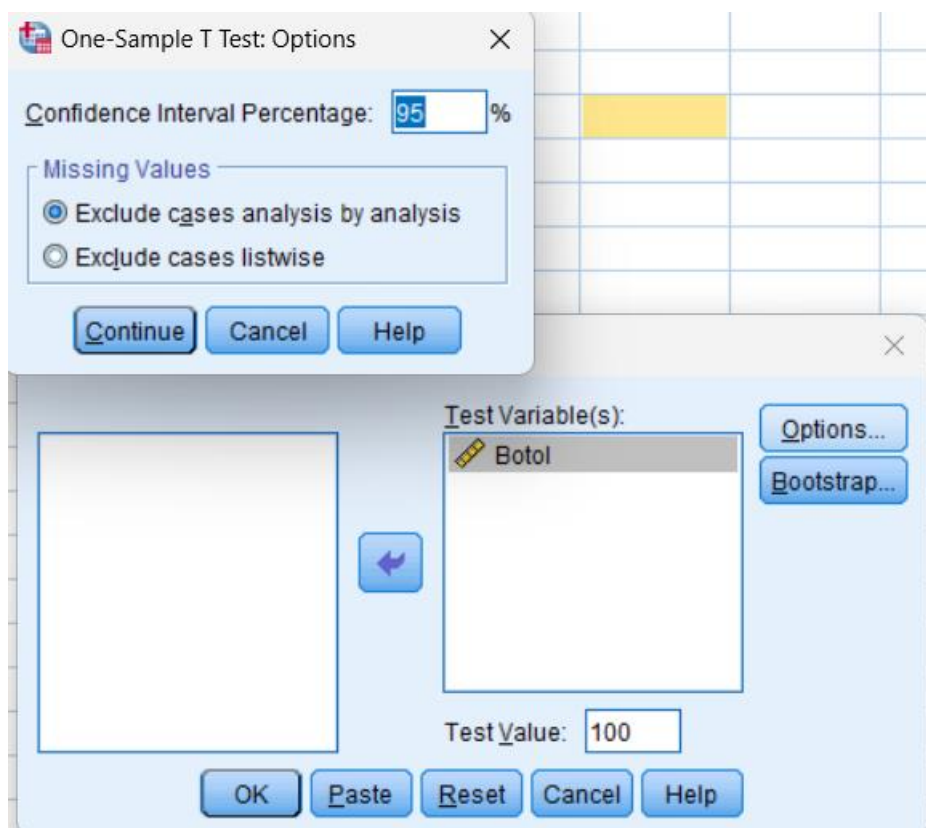 One-Sample T Test: Options
Confidence Interval Percentage: 95 %
Missing Values
Exclude cases analysis by analysis
Exclude cases listwise
Continue Cancel Help
Test Variable(s):
Botol
Options...
Bootstrap...
Test Value: 100
OK Paste Reset Cancel Help